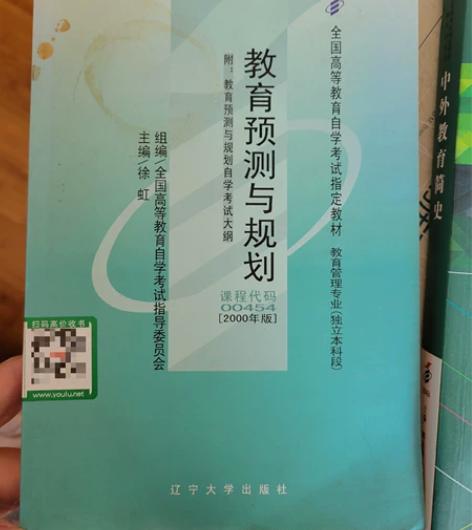 全国高等教育自学考试指定教材 教育管理专业(独立本科段)
教育预测与规划
附：教育预测与规划自学考试大纲
课程代码
00454
[2000年版]
组编/全国高等教育自学考试指导委员会
主编/徐 虹
扫码高价收书
www.youlu.net
辽宁大学出版社
中外教育简史